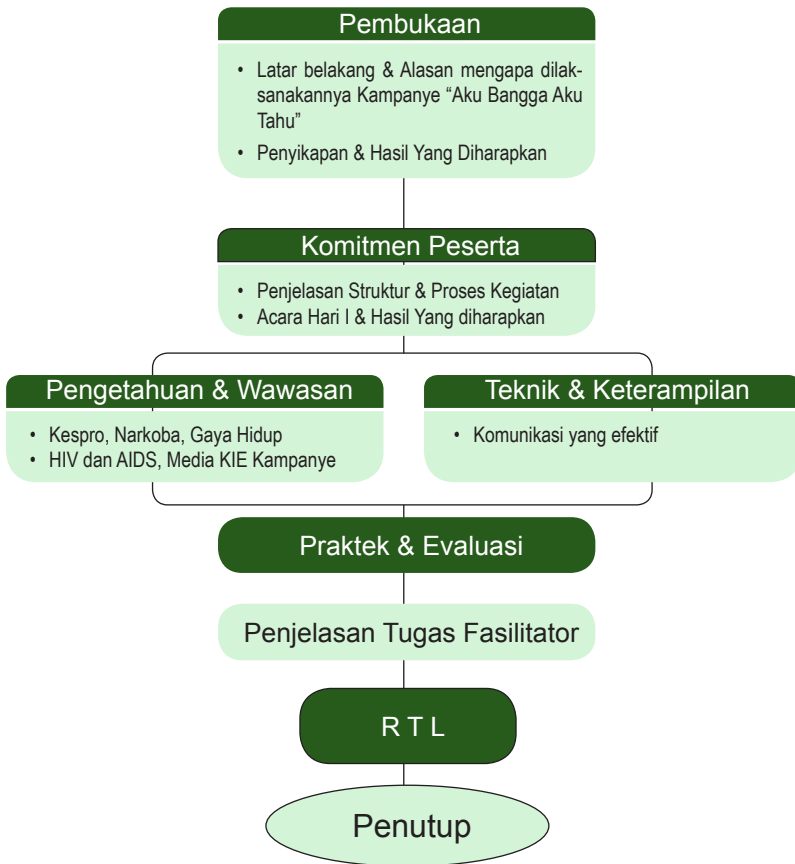 Pembukaan
• Latar belakang & Alasan mengapa dilak-
sanakannya Kampanye “Aku Bangga Aku
Tahu”
• Penyikapan & Hasil Yang Diharapkan
Komitmen Peserta
• Penjelasan Struktur & Proses Kegiatan
• Acara Hari I & Hasil Yang diharapkan
Pengetahuan & Wawasan
• Kespro, Narkoba, Gaya Hidup
• HIV dan AIDS, Media KIE Kampanye
Teknik & Keterampilan
• Komunikasi yang efektif
Praktek & Evaluasi
Penjelasan Tugas Fasilitator
R T L
Penutup